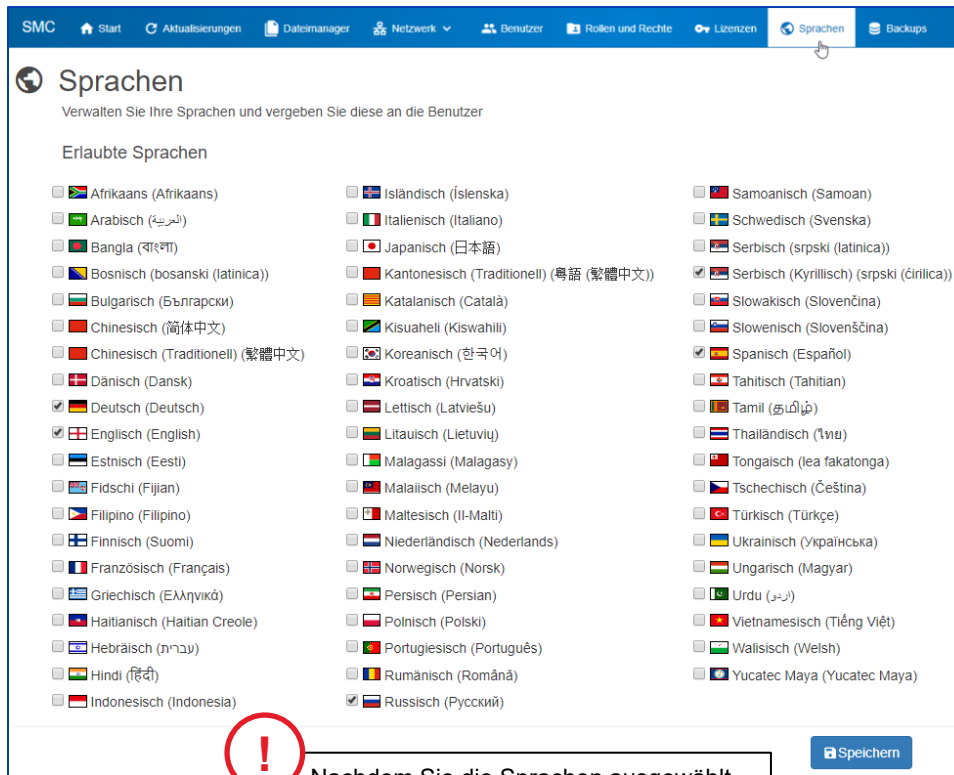 SMC Start Aktualisierungen Dateimanager Netzwerk Benutzer Rollen und Rechte Lizenzen Sprachen Backups
Sprachen
Verwalten Sie Ihre Sprachen und vergeben Sie diese an die Benutzer
Erlaubte Sprachen
Afrikaans (Afrikaans)
Arabisch (العربية)
Bangla (বাংলা)
Bosnisch (bosanski (latinica))
Bulgarisch (Български)
Chinesisch (简体中文)
Chinesisch (Traditionell) (繁體中文)
Dänisch (Dansk)
Deutsch (Deutsch)
Englisch (English)
Estnisch (Eesti)
Fidschi (Fijian)
Filipino (Filipino)
Finnisch (Suomi)
Französisch (Français)
Griechisch (Ελληνικά)
Haitianisch (Haitian Creole)
Hebräisch (עברית)
Hindi (हिंदी)
Indonesisch (Indonesia)
Isländisch (Íslenska)
Italienisch (Italiano)
Japanisch (日本語)
Kantonesisch (Traditionell) (粵語 (繁體中文))
Katalanisch (Català)
Kisuaheli (Kiswahili)
Koreanisch (한국어)
Kroatisch (Hrvatski)
Lettisch (Latviešu)
Litauisch (Lietuvių)
Malagassi (Malagasy)
Malaiisch (Melayu)
Maltesisch (Il-Malti)
Niederländisch (Nederlands)
Norwegisch (Norsk)
Persisch (Persian)
Polnisch (Polski)
Portugiesisch (Português)
Rumänisch (Română)
Russisch (Русский)
Samoanisch (Samoan)
Schwedisch (Svenska)
Serbisch (srpski (latinica))
Serbisch (Kyrillisch) (srpski (ćirilica))
Slowakisch (Slovenčina)
Slowenisch (Slovenščina)
Spanisch (Español)
Tahitisch (Tahitian)
Tamil (தமிழ்)
Thailändisch (ไทย)
Tongaisch (lea fakatonga)
Tschechisch (Čeština)
Türkisch (Türkçe)
Ukrainisch (Українська)
Ungarisch (Magyar)
Urdu (اردو)
Vietnamesisch (Tiếng Việt)
Walisisch (Welsh)
Yucatec Maya (Yucatec Maya)
Speichern
!
Nachdem Sie die Sprachen ausgewählt